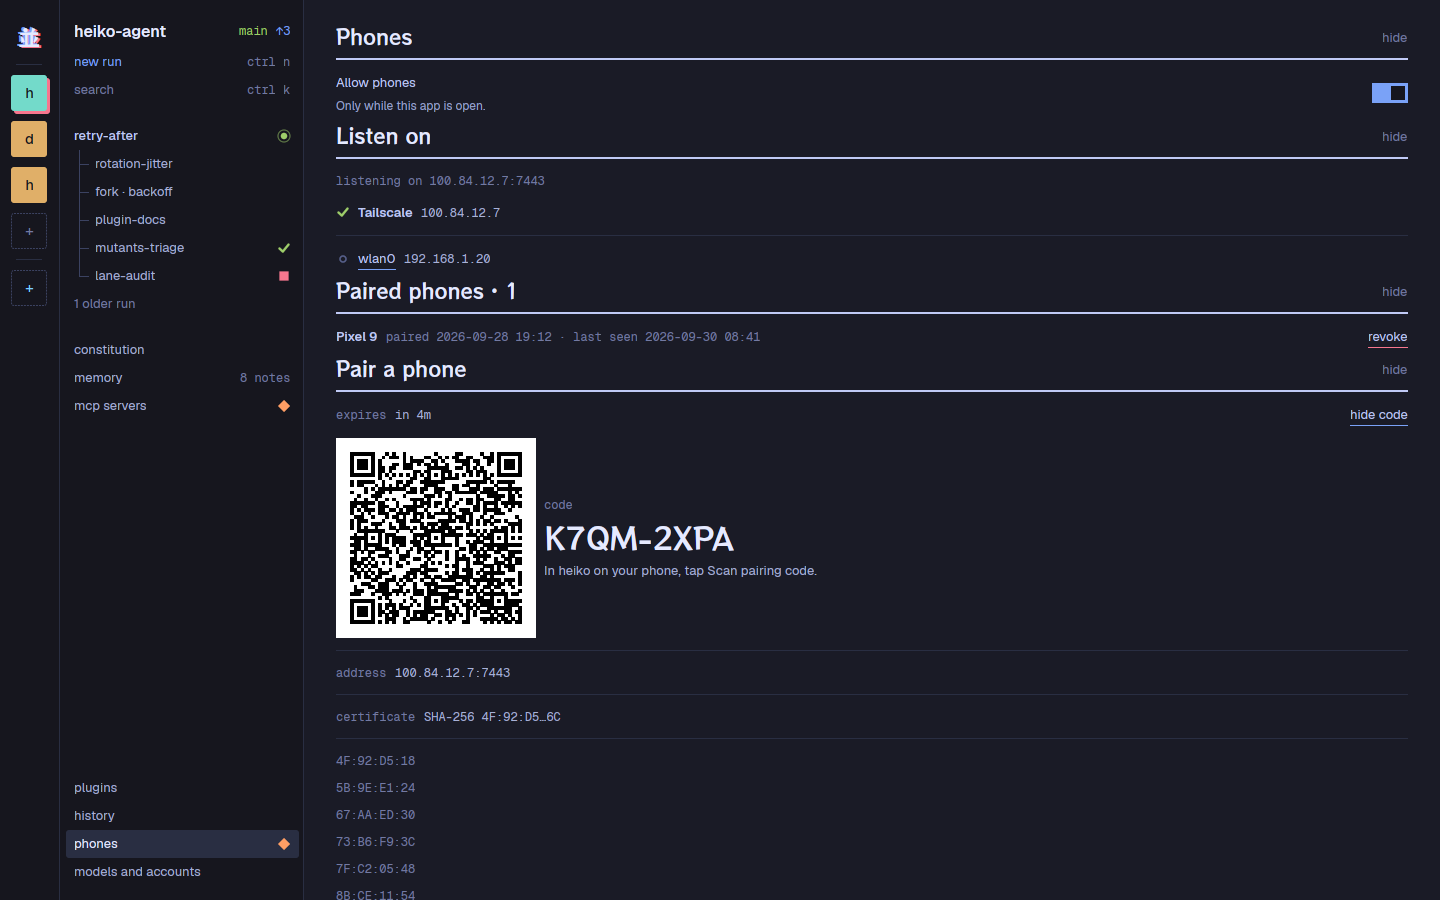 heiko-agent main ↑3
new run ctrl n
search ctrl k
h
d
h
+
+
retry-after
rotation-jitter
fork · backoff
plugin-docs
mutants-triage
lane-audit
1 older run
constitution
memory 8 notes
mcp servers
plugins
history
phones
models and accounts
Phones hide
Allow phones
Only while this app is open.
Listen on hide
listening on 100.84.12.7:7443
Tailscale 100.84.12.7
wlan0 192.168.1.20
Paired phones • 1 hide
Pixel 9 paired 2026-09-28 19:12 · last seen 2026-09-30 08:41 revoke
Pair a phone hide
expires in 4m hide code
code
K7QM-2XPA
In heiko on your phone, tap Scan pairing code.
address 100.84.12.7:7443
certificate SHA-256 4F:92:D5…6C
4F:92:D5:18
5B:9E:E1:24
67:AA:ED:30
73:B6:F9:3C
7F:C2:05:48
8B:CE:11:54